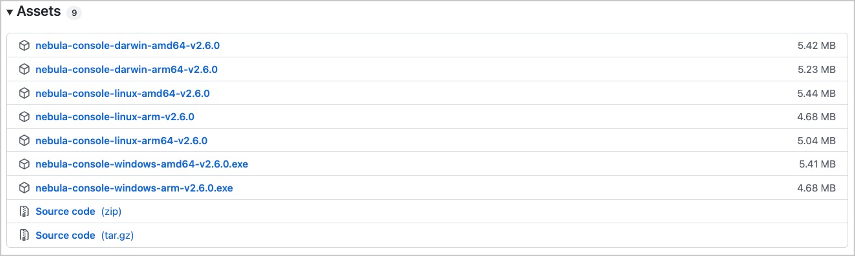 Assets 9
nebula-console-darwin-amd64-v2.6.0 5.42 MB
nebula-console-darwin-arm64-v2.6.0 5.23 MB
nebula-console-linux-amd64-v2.6.0 5.44 MB
nebula-console-linux-arm-v2.6.0 4.68 MB
nebula-console-linux-arm64-v2.6.0 5.04 MB
nebula-console-windows-amd64-v2.6.0.exe 5.41 MB
nebula-console-windows-arm-v2.6.0.exe 4.68 MB
Source code (zip)
Source code (tar.gz)